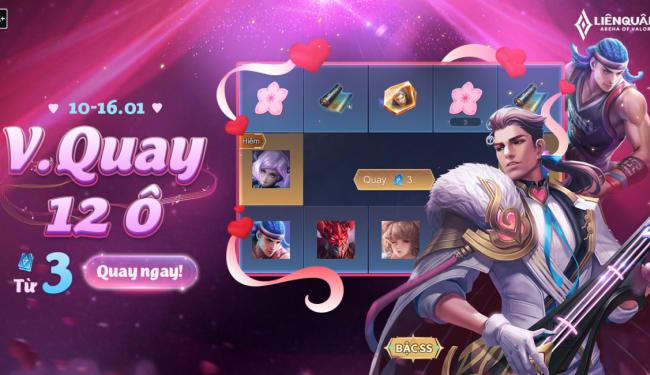 LIÊNQUÂN
ARENA OF VALOR
10-16.01
V.Quay
12 Ô
Từ 3
Quay ngay!
3
Hiếm
Quay 3
BẬC SS